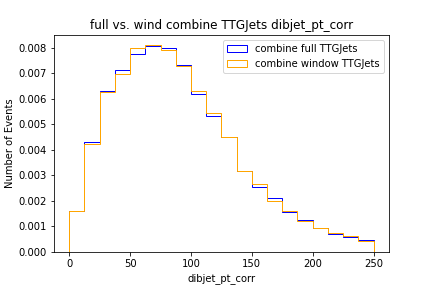 full vs. wind combine TTGJets dibjet_pt_corr
combine full TTGJets
combine window TTGJets
Number of Events
0.008
0.007
0.006
0.005
0.004
0.003
0.002
0.001
0.000
0 50 100 150 200 250
dibjet_pt_corr